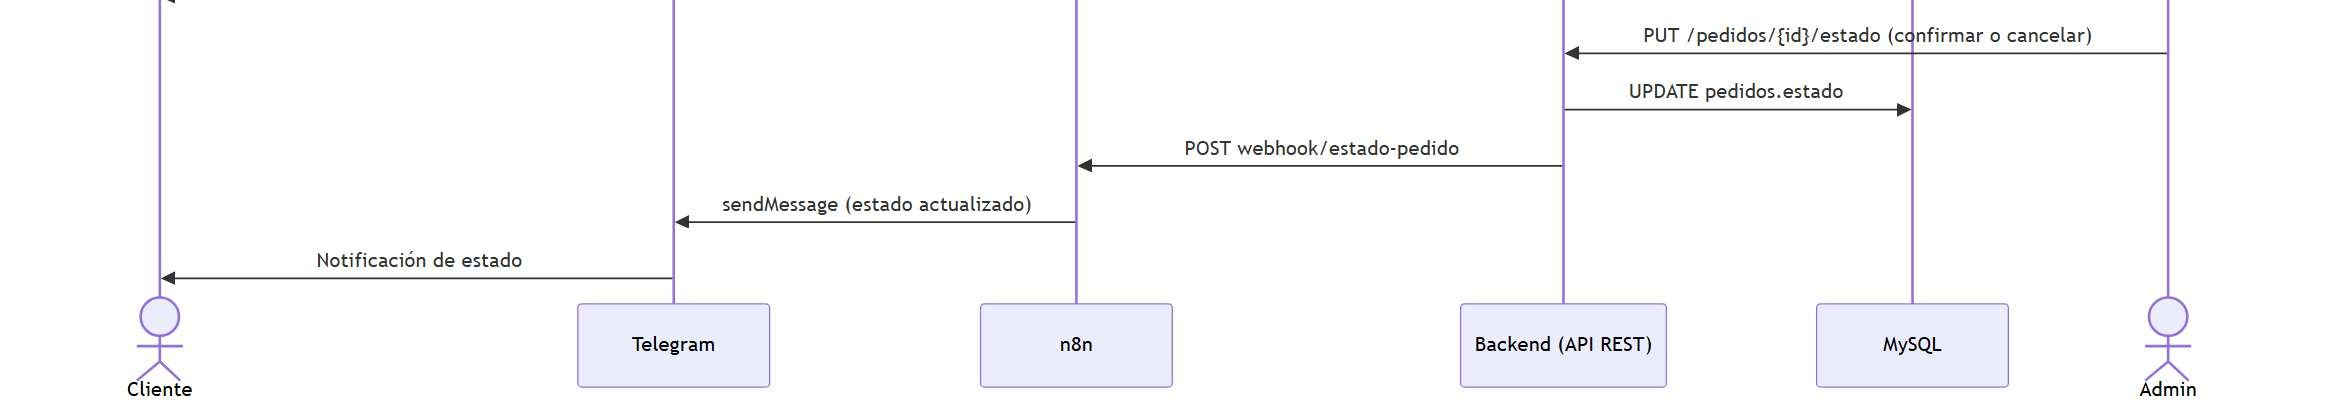 PUT /pedidos/{id}/estado (confirmar o cancelar)
UPDATE pedidos.estado
POST webhook/estado-pedido
sendMessage (estado actualizado)
Notificación de estado
Cliente
Telegram
n8n
Backend (API REST)
MySQL
Admin